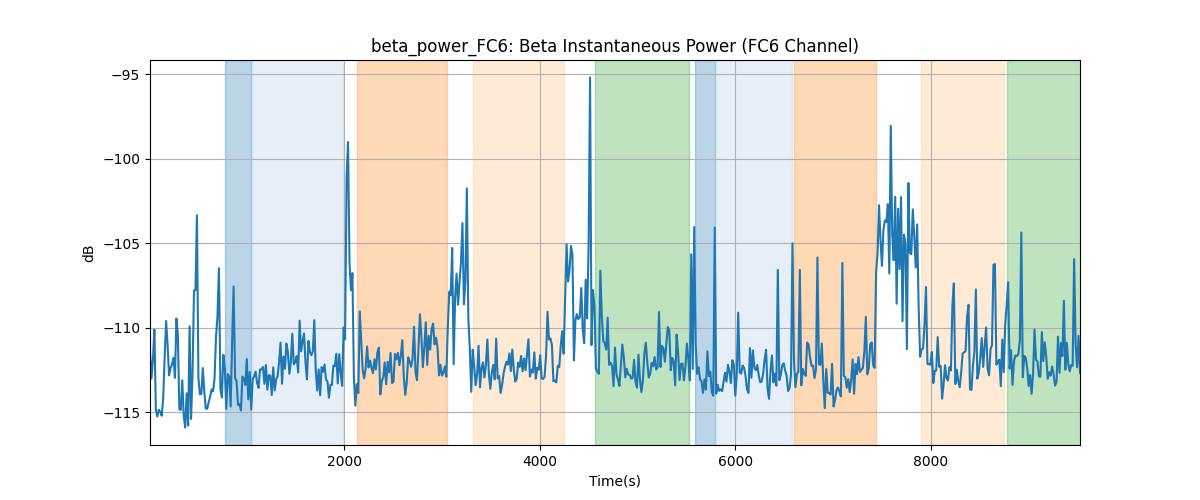 beta_power_FC6: Beta Instantaneous Power (FC6 Channel)
−95
−100
−105
−110
−115
dB
2000 4000 6000 8000
Time(s)